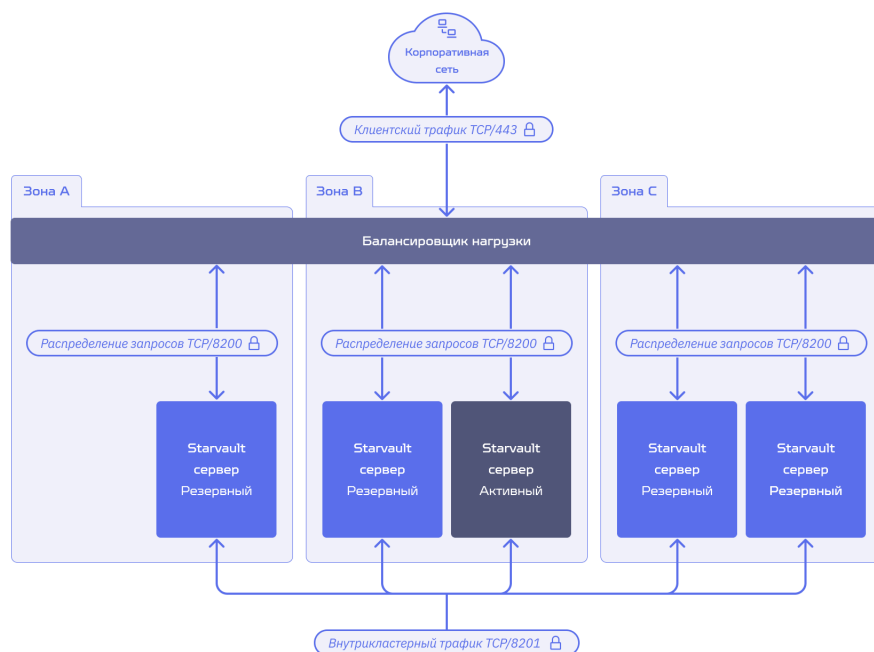 Корпоративная
сеть
Клиентский трафик TCP/443
Зона A
Зона B
Зона C
Балансировщик нагрузки
Распределение запросов TCP/8200
Распределение запросов TCP/8200
Распределение запросов TCP/8200
Starvault
сервер
Резервный
Starvault
сервер
Резервный
Starvault
сервер
Активный
Starvault
сервер
Резервный
Starvault
сервер
Резервный
Внутрикластерный трафик TCP/8201